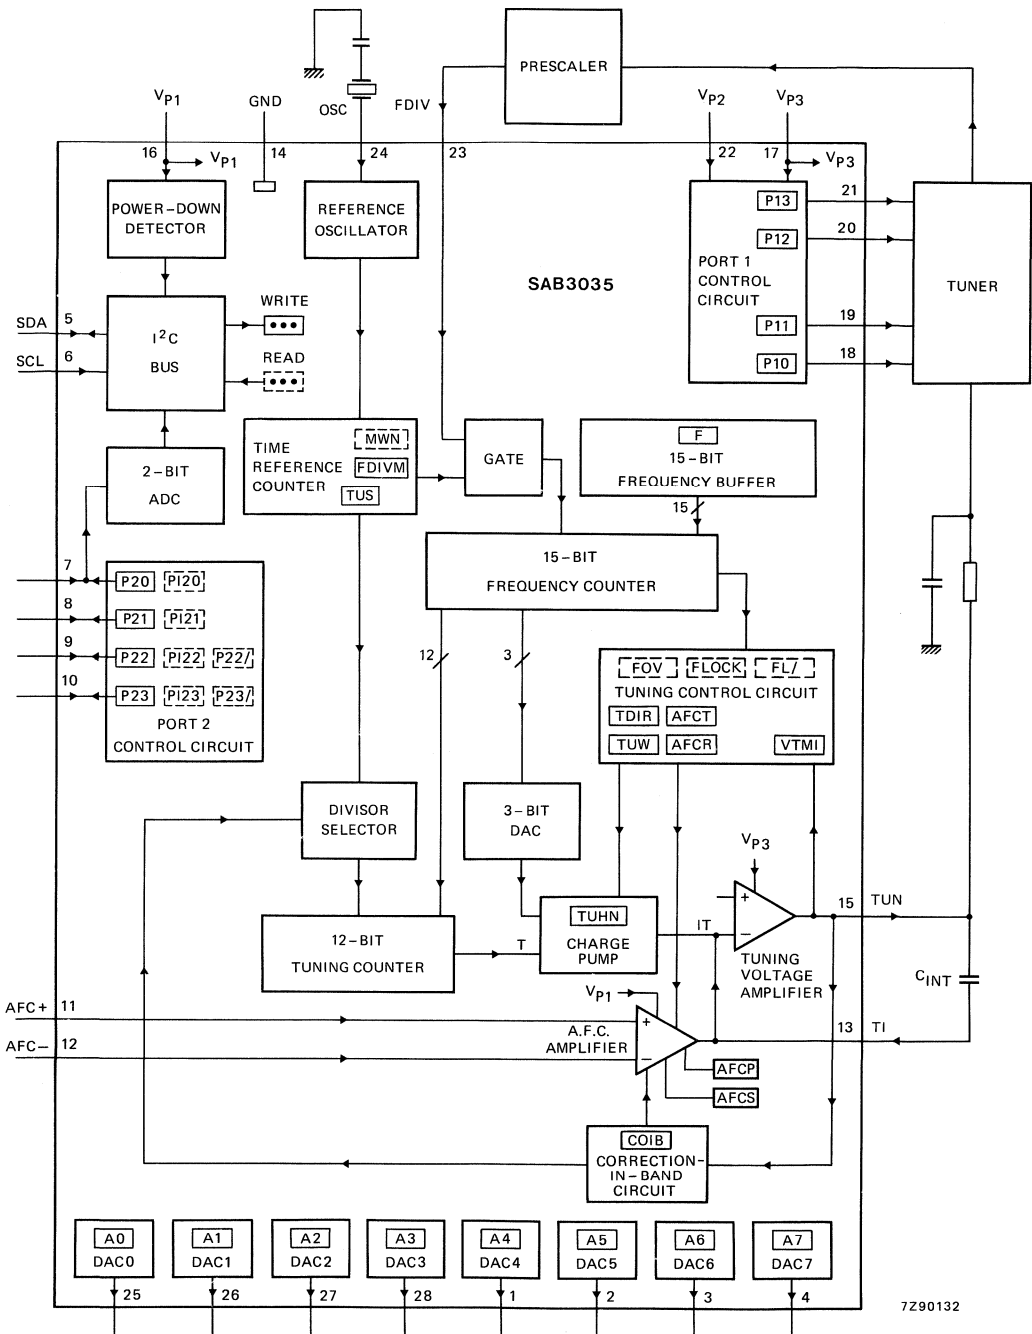 PRESCALER
OSC
FDIV
VP1
GND
VP2
VP3
16
VP1
14
24
23
22
17
VP3
POWER-DOWN
DETECTOR
REFERENCE
OSCILLATOR
SAB3035
P13
P12
PORT 1
CONTROL
CIRCUIT
P11
P10
21
20
19
18
TUNER
SDA
5
SCL
6
I2C
BUS
WRITE
READ
2-BIT
ADC
TIME
REFERENCE
COUNTER
MWN
FDIVM
TUS
GATE
F
15-BIT
FREQUENCY BUFFER
15
15-BIT
FREQUENCY COUNTER
7
8
9
10
P20 PI20
P21 PI21
P22 PI22 P22/
P23 PI23 P23/
PORT 2
CONTROL CIRCUIT
12
3
FOV FLOCK FL/
TUNING CONTROL CIRCUIT
TDIR AFCT
TUW AFCR VTMI
DIVISOR
SELECTOR
3-BIT
DAC
VP3
12-BIT
TUNING COUNTER
T
TUHN
CHARGE
PUMP
IT
+
−
TUNING
VOLTAGE
AMPLIFIER
15 TUN
CINT
VP1
AFC+ 11
AFC− 12
A.F.C.
AMPLIFIER
+
−
13 TI
AFCP
AFCS
COIB
CORRECTION-
IN-BAND
CIRCUIT
A0
DAC0
A1
DAC1
A2
DAC2
A3
DAC3
A4
DAC4
A5
DAC5
A6
DAC6
A7
DAC7
25
26
27
28
1
2
3
4
7Z90132